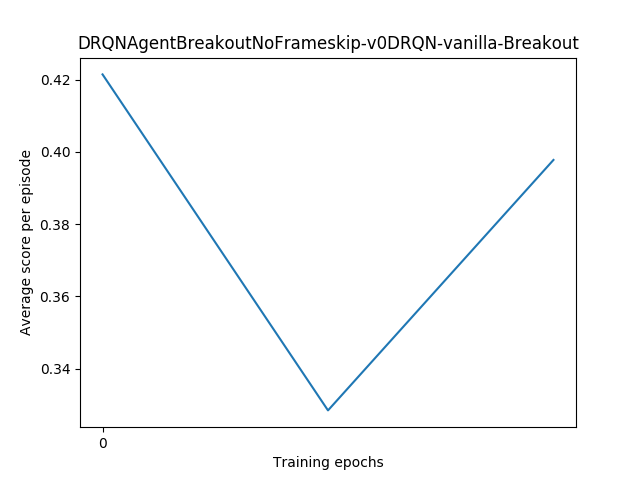 DRQNAgentBreakoutNoFrameskip-v0DRQN-vanilla-Breakout
0.42
0.40
0.38
0.36
0.34
Average score per episode
0
Training epochs